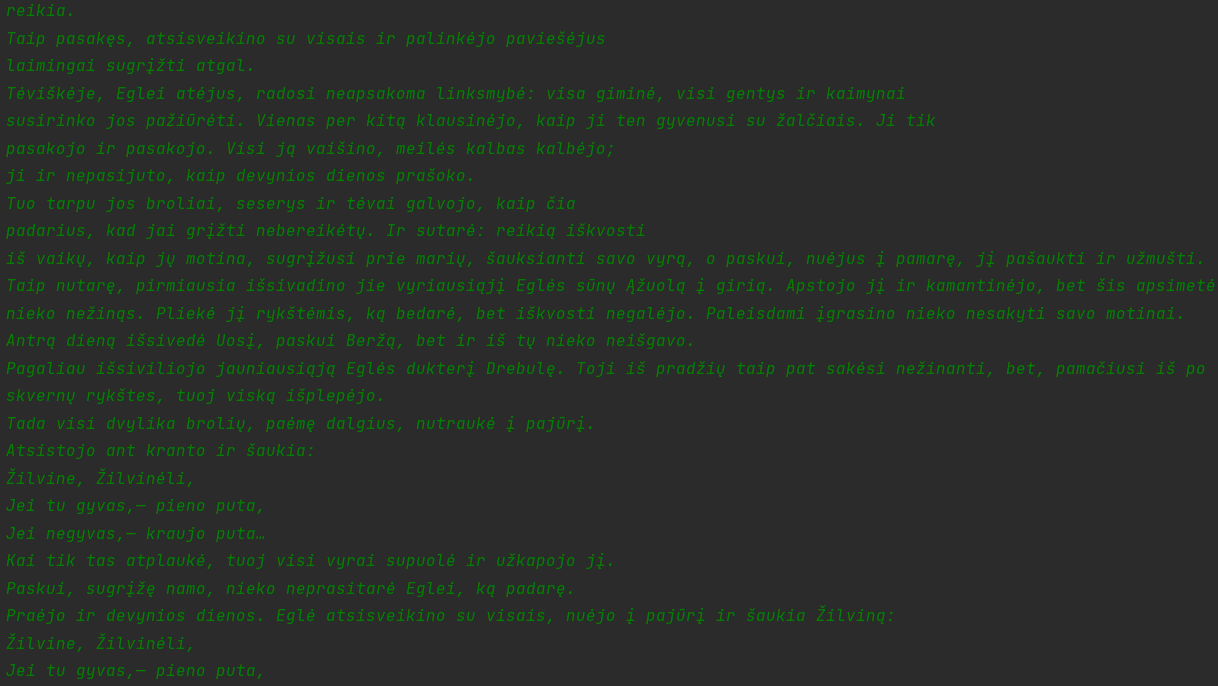 reikia.
Taip pasakęs, atsisveikino su visais ir palinkėjo paviešėjus
laimingai sugrįžti atgal.
Tėviškėje, Eglei atėjus, radosi neapsakoma linksmybė: visa giminė, visi gentys ir kaimynai
susirinko jos pažiūrėti. Vienas per kitą klausinėjo, kaip ji ten gyvenusi su žalčiais. Ji tik
pasakojo ir pasakojo. Visi ją vaišino, meilės kalbas kalbėjo;
ji ir nepasijuto, kaip devynios dienos prašoko.
Tuo tarpu jos broliai, seserys ir tėvai galvojo, kaip čia
padarius, kad jai grįžti nebereikėtų. Ir sutarė: reikią iškvosti
iš vaikų, kaip jų motina, sugrįžusi prie marių, šauksianti savo vyrą, o paskui, nuėjus į pamarę, jį pašaukti ir užmušti.
Taip nutarę, pirmiausia išsivadino jie vyriausiąjį Eglės sūnų Ąžuolą į girią. Apstojo jį ir kamantinėjo, bet šis apsimetė
nieko nežinąs. Pliekė jį rykštėmis, ką bedarė, bet iškvosti negalėjo. Paleisdami įgrasino nieko nesakyti savo motinai.
Antrą dieną išsivedė Uosį, paskui Beržą, bet ir iš tų nieko neišgavo.
Pagaliau išsiviliojo jauniausiąją Eglės dukterį Drebulę. Toji iš pradžių taip pat sakėsi nežinanti, bet, pamačiusi iš po
skvernų rykštes, tuoj viską išplepėjo.
Tada visi dvylika brolių, paėmę dalgius, nutraukė į pajūrį.
Atsistojo ant kranto ir šaukia:
Žilvine, Žilvinėli,
Jei tu gyvas,— pieno puta,
Jei negyvas,— kraujo puta…
Kai tik tas atplaukė, tuoj visi vyrai supuolė ir užkapojo jį.
Paskui, sugrįžę namo, nieko neprasitarė Eglei, ką padarę.
Praėjo ir devynios dienos. Eglė atsisveikino su visais, nuėjo į pajūrį ir šaukia Žilviną:
Žilvine, Žilvinėli,
Jei tu gyvas,— pieno puta,